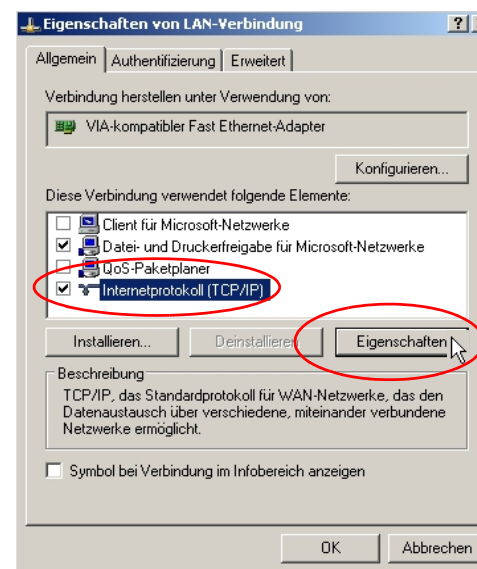 Eigenschaften von LAN-Verbindung
Allgemein Authentifizierung Erweitert
Verbindung herstellen unter Verwendung von:
VIA-kompatibler Fast Ethernet-Adapter
Konfigurieren...
Diese Verbindung verwendet folgende Elemente:
Client für Microsoft-Netzwerke
Datei- und Druckerfreigabe für Microsoft-Netzwerke
QoS-Paketplaner
Internetprotokoll (TCP/IP)
Installieren... Deinstallieren Eigenschaften
Beschreibung
TCP/IP, das Standardprotokoll für WAN-Netzwerke, das den
Datenaustausch über verschiedene, miteinander verbundene
Netzwerke ermöglicht.
Symbol bei Verbindung im Infobereich anzeigen
OK Abbrechen